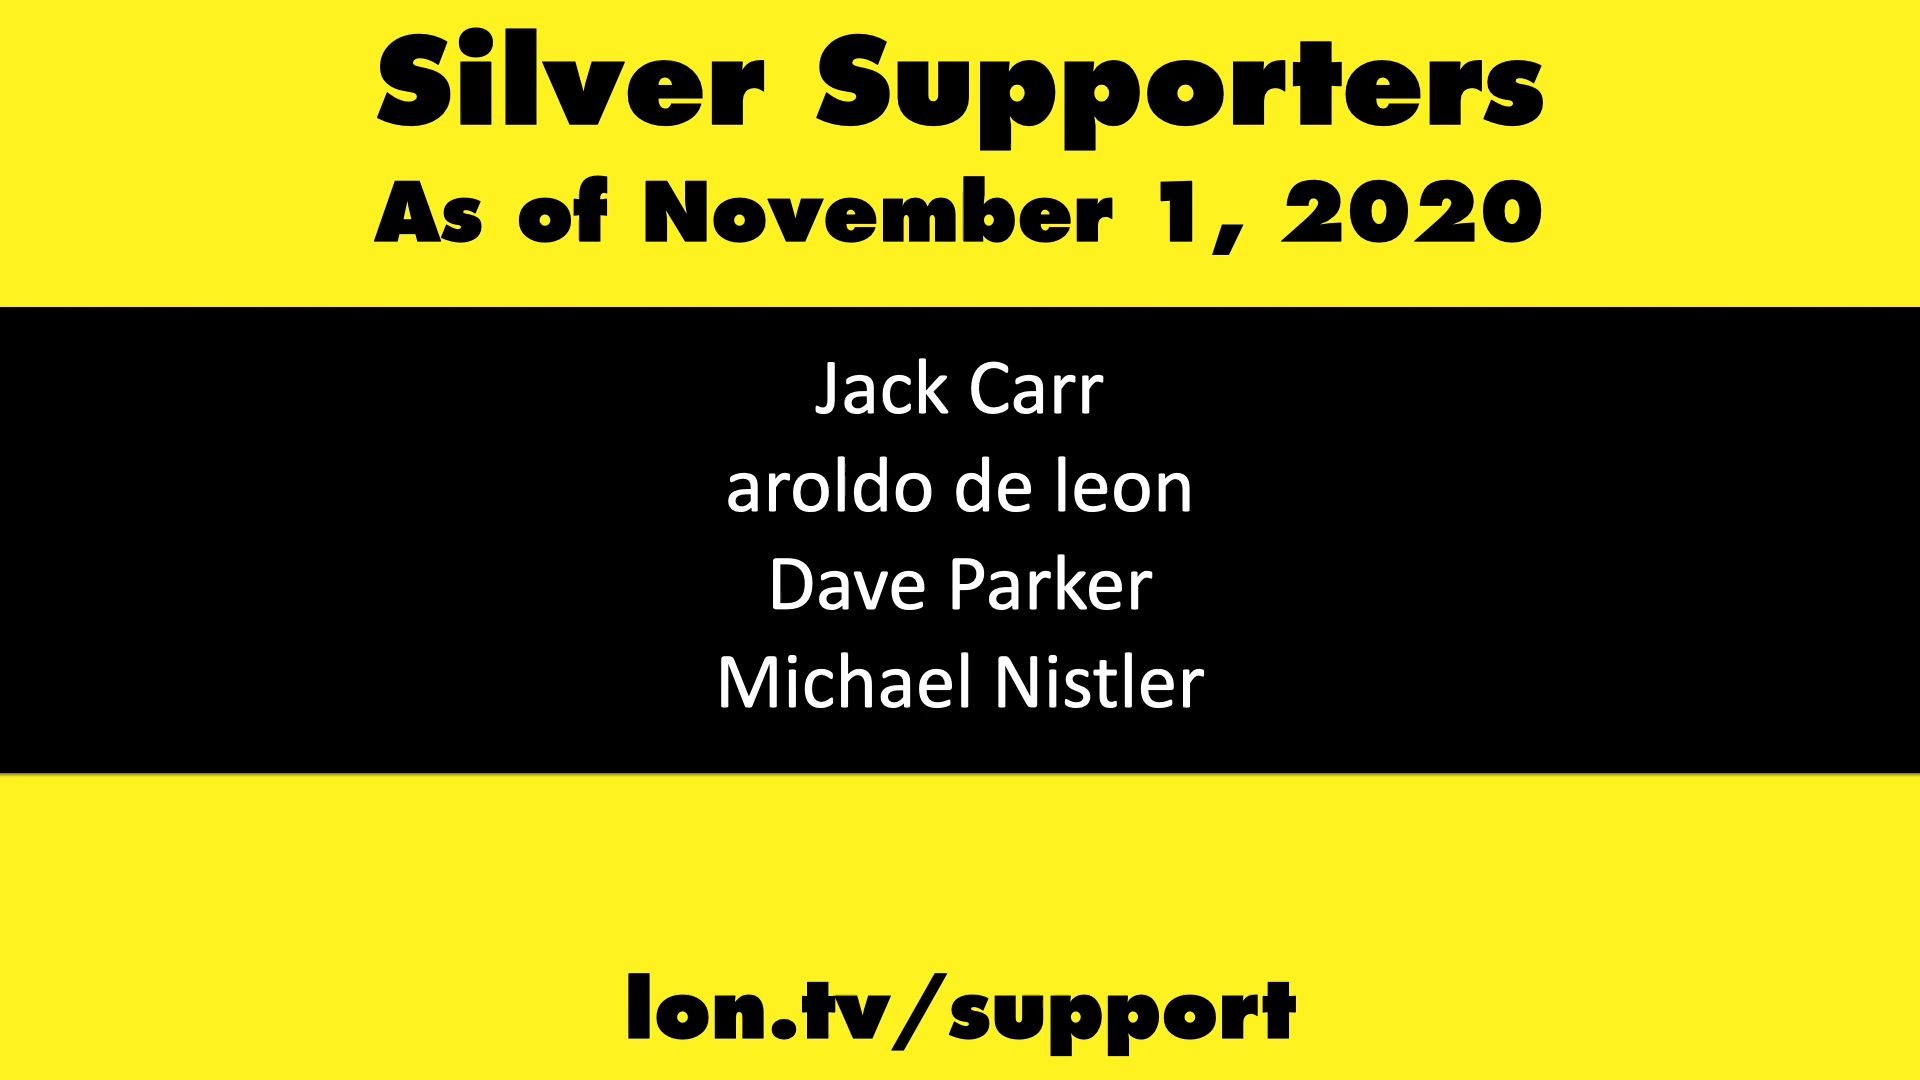 Silver Supporters
As of November 1, 2020
Jack Carr
aroldo de leon
Dave Parker
Michael Nistler
lon.tv/support